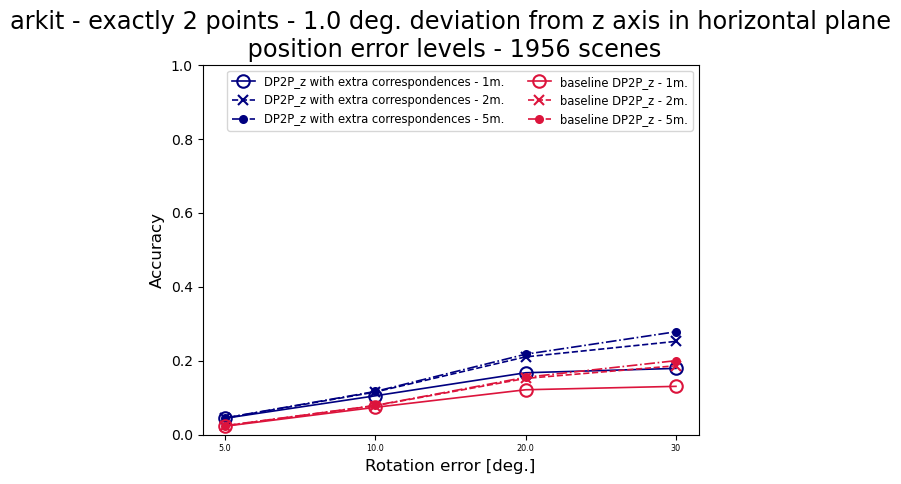 arkit - exactly 2 points - 1.0 deg. deviation from z axis in horizontal plane
position error levels - 1956 scenes
DP2P_z with extra correspondences - 1m.
DP2P_z with extra correspondences - 2m.
DP2P_z with extra correspondences - 5m.
baseline DP2P_z - 1m.
baseline DP2P_z - 2m.
baseline DP2P_z - 5m.
1.0
0.8
0.6
0.4
0.2
0.0
Accuracy
5.0
10.0
20.0
30
Rotation error [deg.]